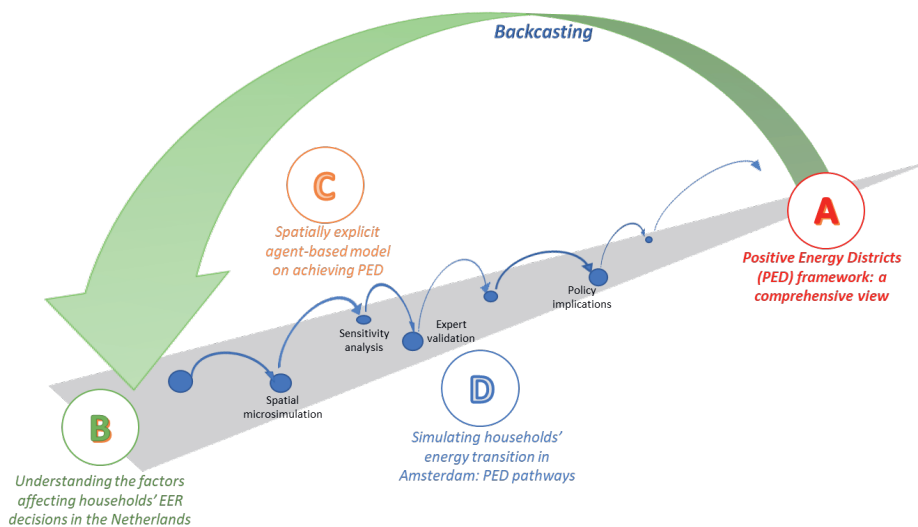 Backcasting
C
Spatially explicit
agent-based model
on achieving PED
A
Positive Energy Districts
(PED) framework: a
comprehensive view
Policy
implications
Sensitivity
analysis
Expert
validation
Spatial
microsimulation
D
Simulating households'
energy transition in
Amsterdam: PED pathways
B
Understanding the factors
affecting households' EER
decisions in the Netherlands